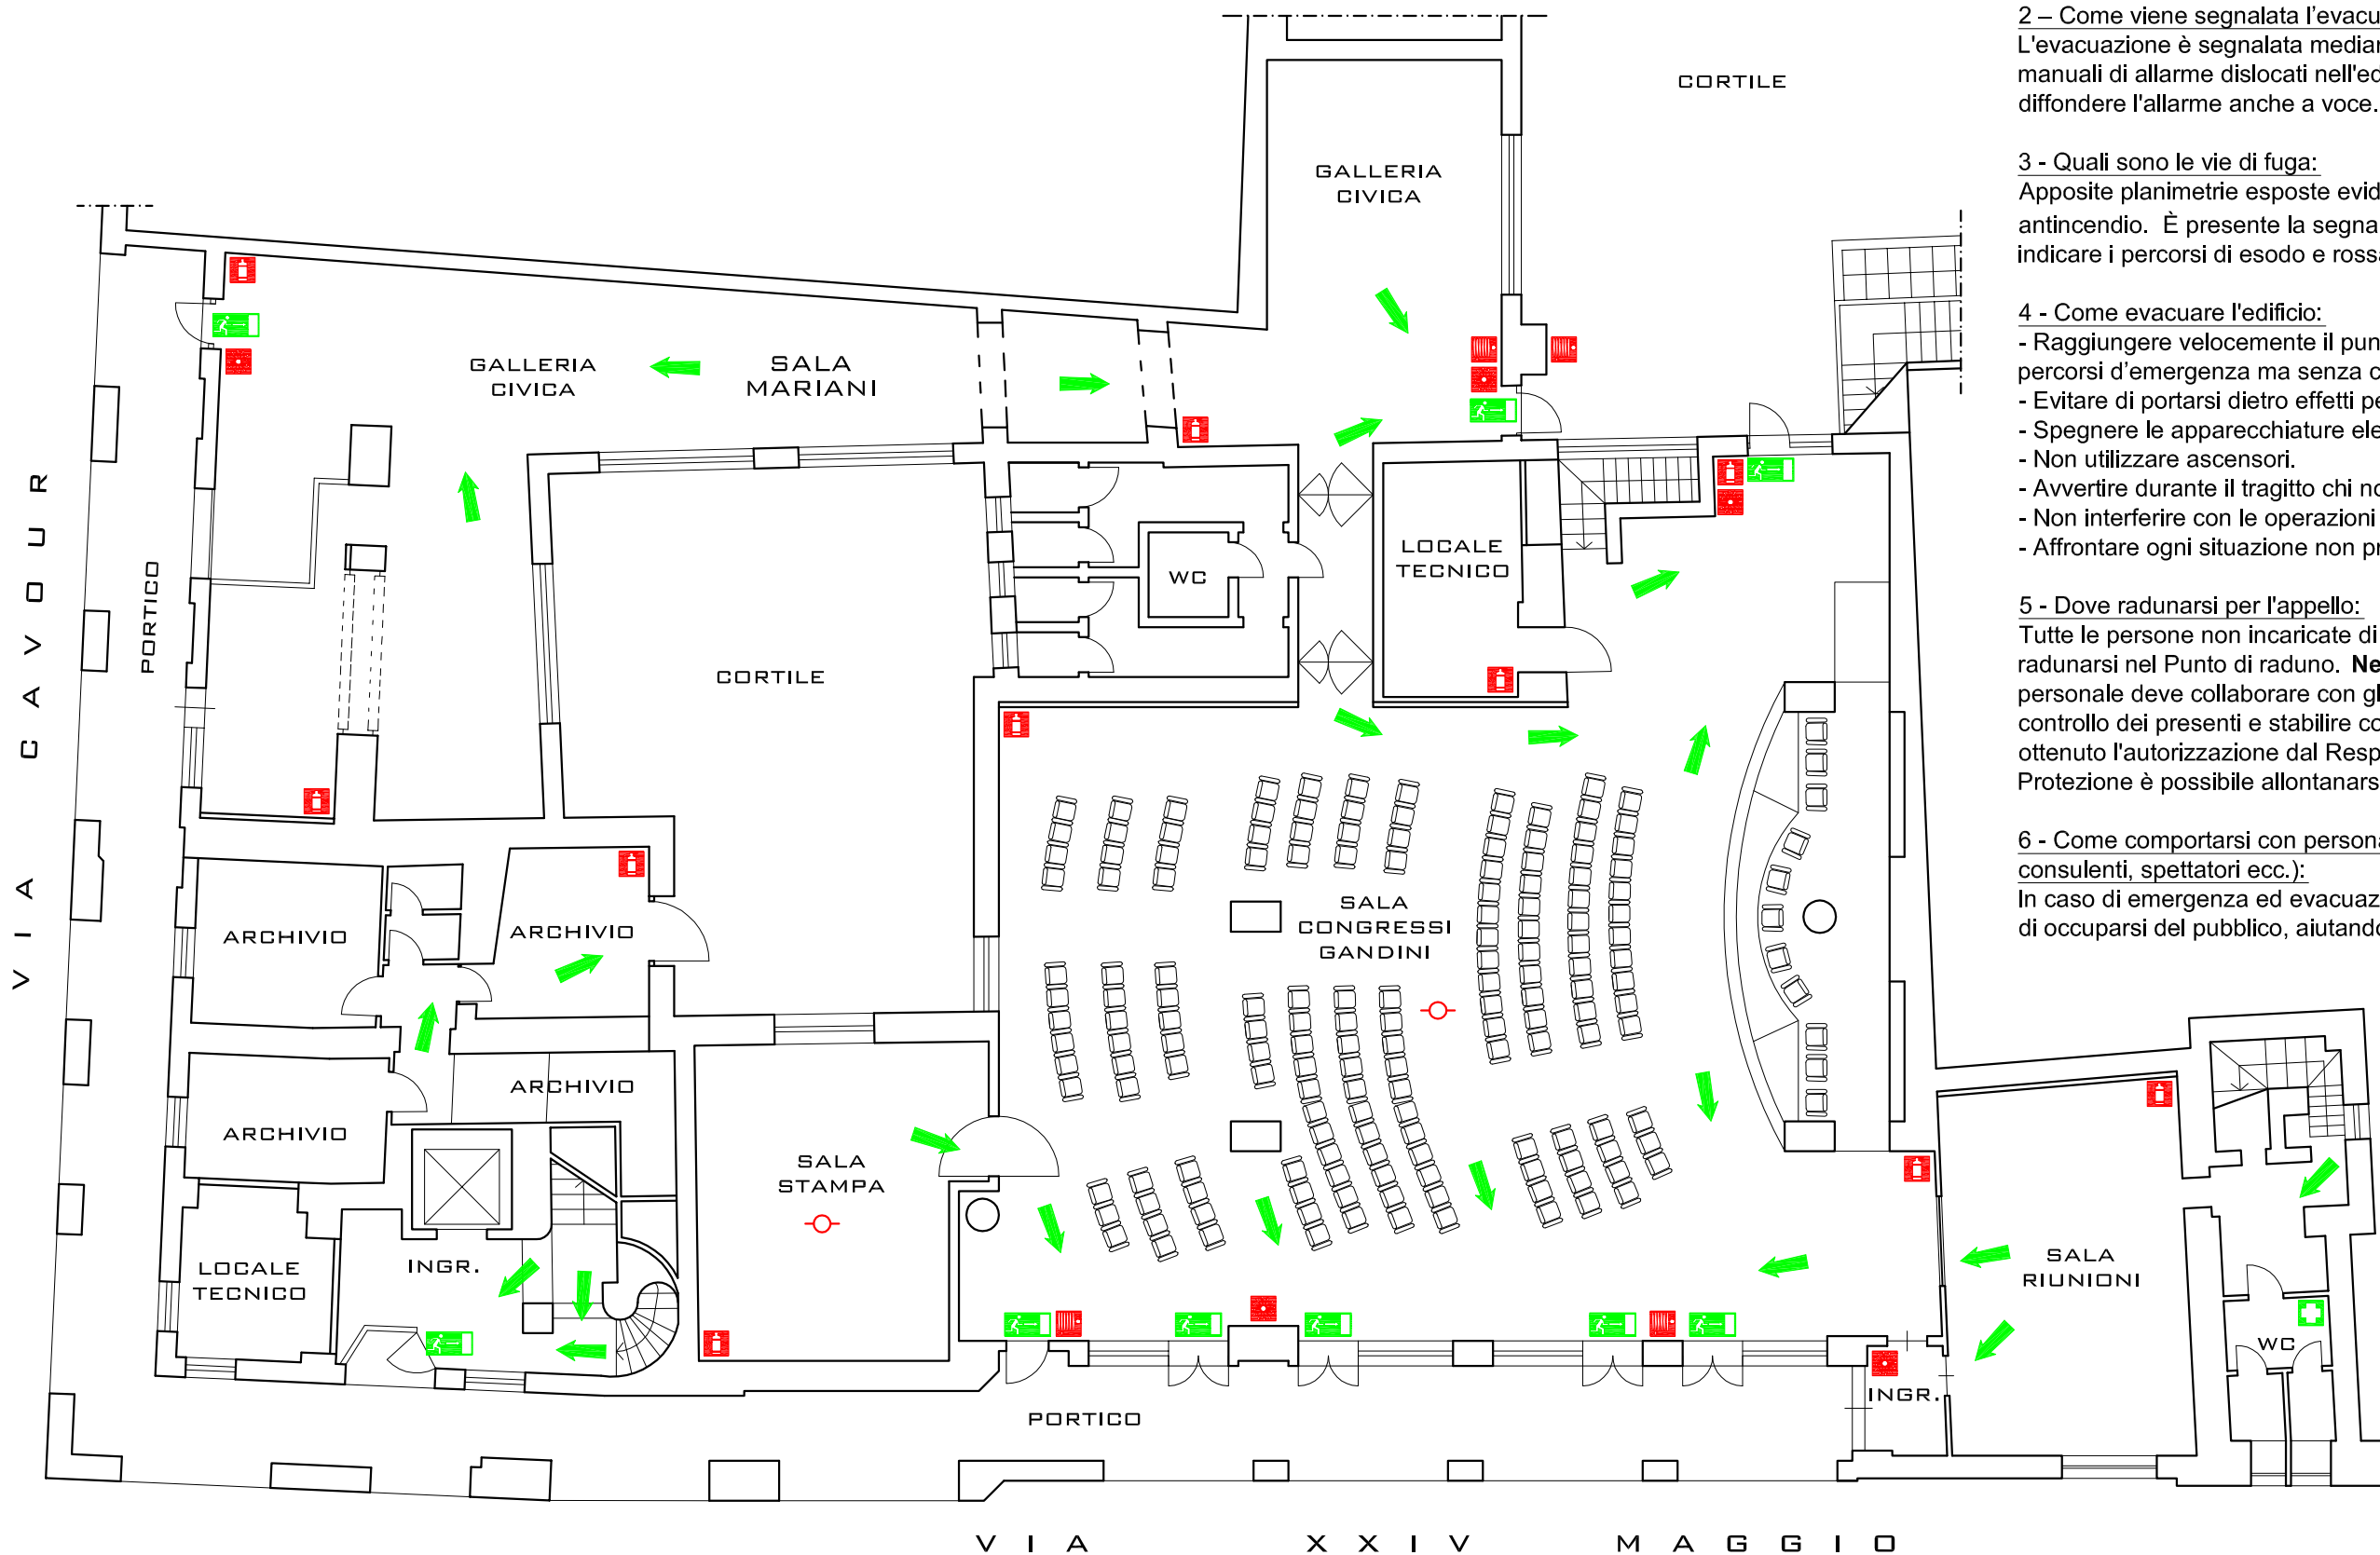 2 – Come viene segnalata l'evacu
L'evacuazione è segnalata media
manuali di allarme dislocati nell'ed
diffondere l'allarme anche a voce.
3 - Quali sono le vie di fuga:
Apposite planimetrie esposte evid
antincendio. È presente la segna
indicare i percorsi di esodo e ross
4 - Come evacuare l'edificio:
- Raggiungere velocemente il pun
percorsi d'emergenza ma senza c
- Evitare di portarsi dietro effetti pe
- Spegnere le apparecchiature ele
- Non utilizzare ascensori.
- Avvertire durante il tragitto chi no
- Non interferire con le operazioni
- Affrontare ogni situazione non pr
5 - Dove radunarsi per l'appello:
Tutte le persone non incaricate di
radunarsi nel Punto di raduno. Ne
personale deve collaborare con gl
controllo dei presenti e stabilire co
ottenuto l'autorizzazione dal Resp
Protezione è possibile allontanars
6 - Come comportarsi con persona
consulenti, spettatori ecc.):
In caso di emergenza ed evacuaz
di occuparsi del pubblico, aiutando
CORTILE
GALLERIA
CIVICA
GALLERIA
CIVICA
SALA
MARIANI
PORTICO
VIA CAVOUR
CORTILE
WC
LOCALE
TECNICO
ARCHIVIO
ARCHIVIO
ARCHIVIO
ARCHIVIO
SALA
CONGRESSI
GANDINI
SALA
STAMPA
LOCALE
TECNICO
INGR.
SALA
RIUNIONI
WC
INGR.
PORTICO
VIA XXIV MAGGIO